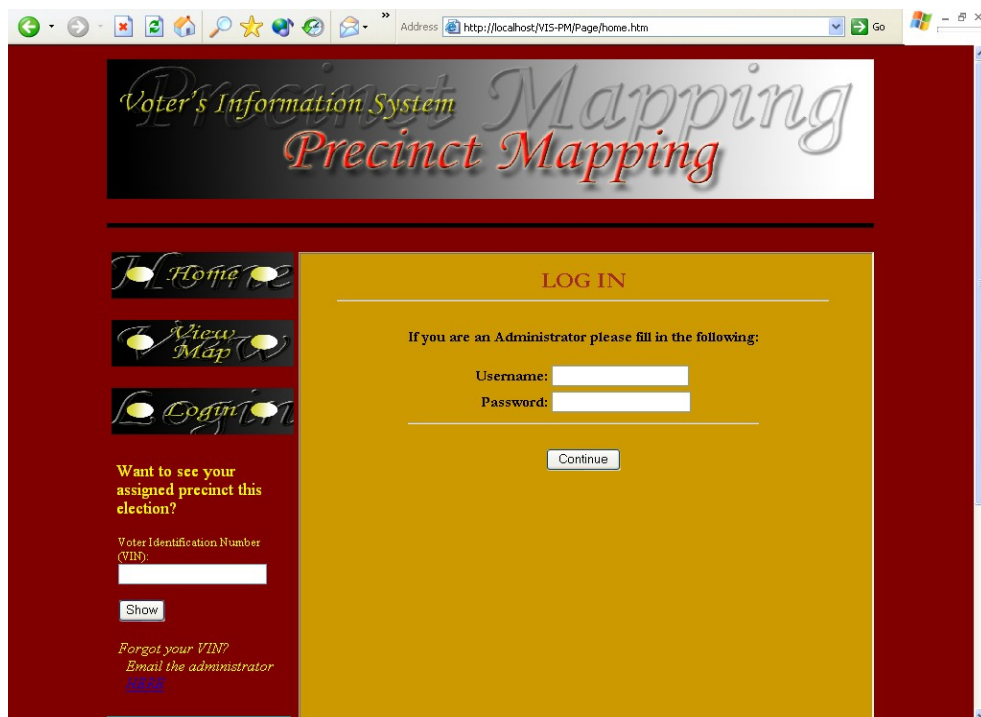 »
Address http://localhost/VIS-PM/Page/home.htm Go
Precinct Mapping
Voter's Information System
Precinct Mapping
Home
View
Map
Login
LOG IN
If you are an Administrator please fill in the following:
Username:
Password:
Continue
Want to see your
assigned precinct this
election?
Voter Identification Number
(VIN):
Show
Forgot your VIN?
Email the administrator
HERE